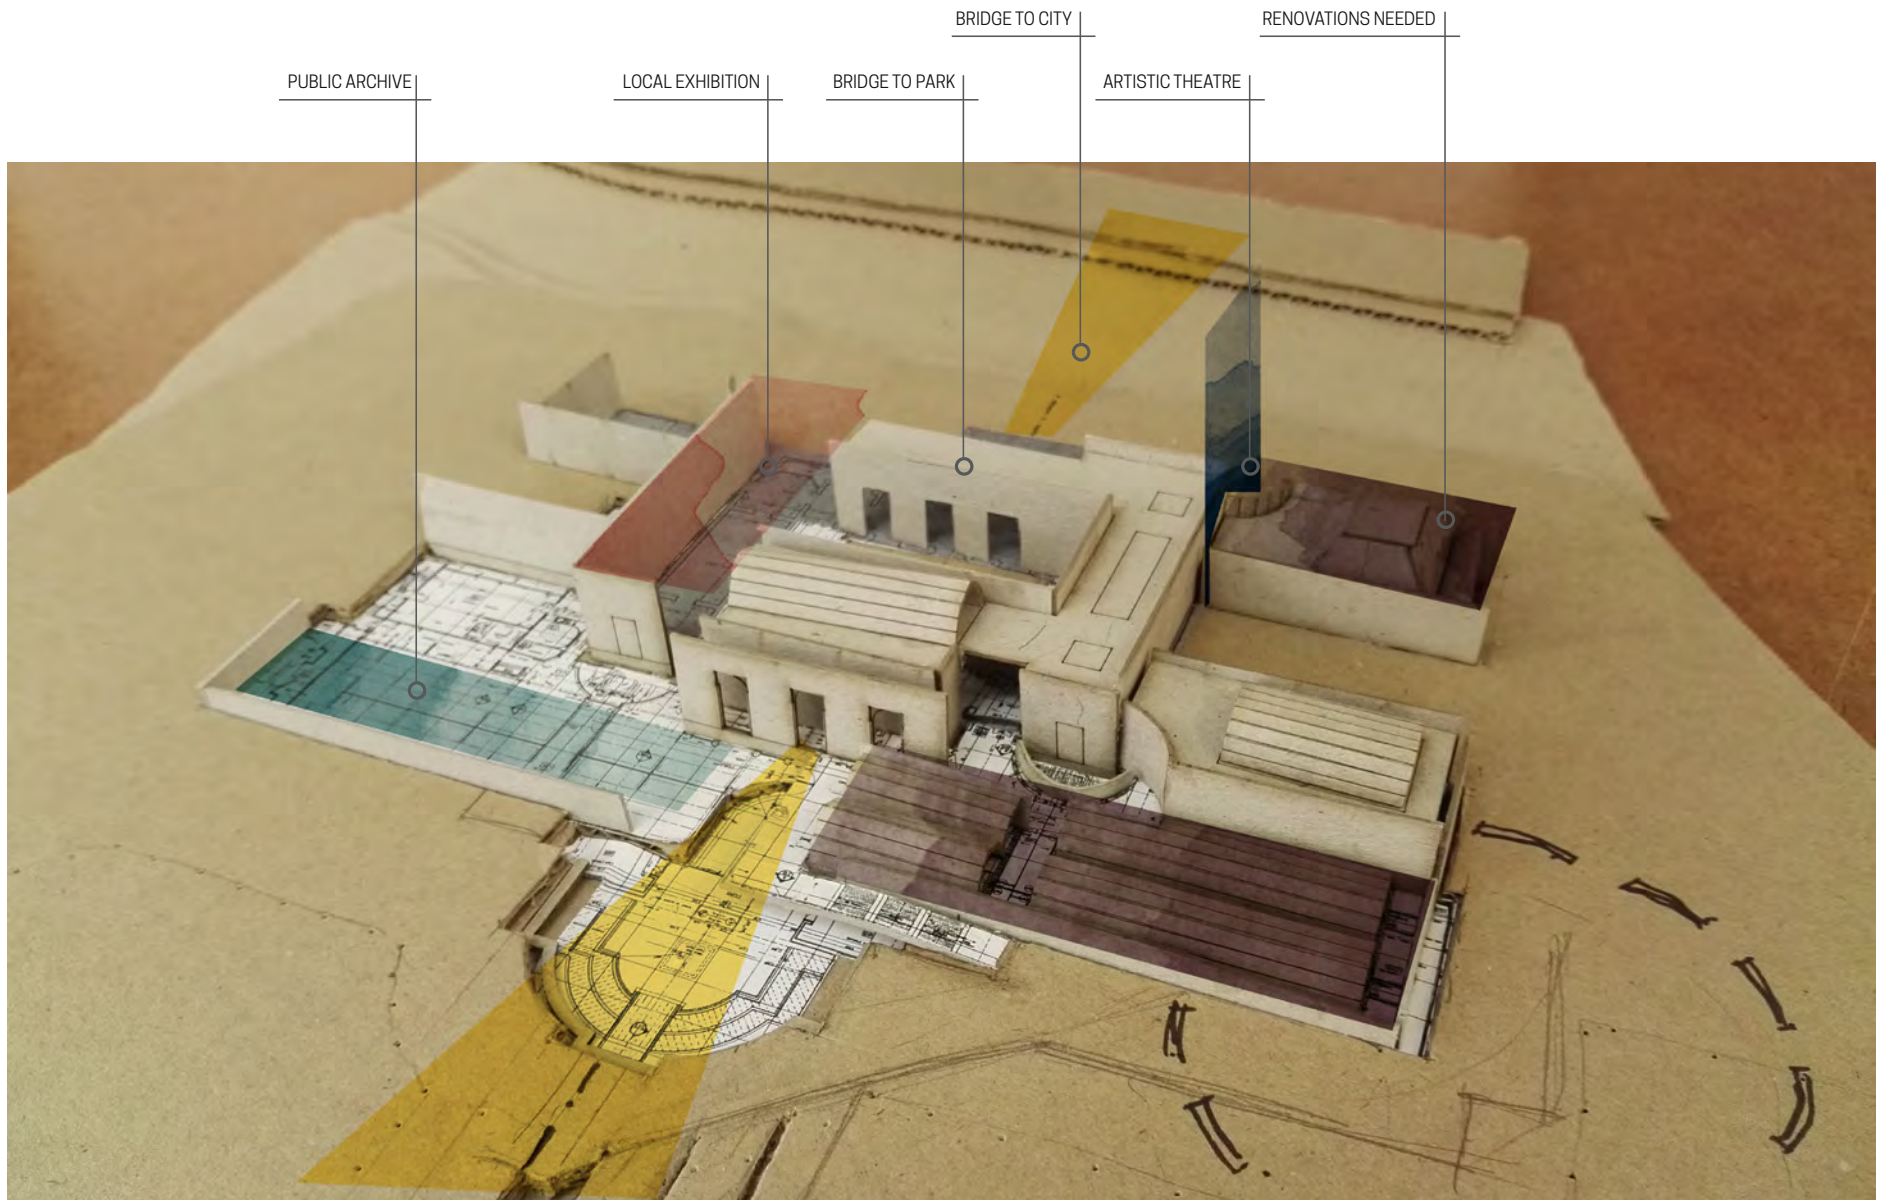 BRIDGE TO CITY
RENOVATIONS NEEDED
PUBLIC ARCHIVE
LOCAL EXHIBITION
BRIDGE TO PARK
ARTISTIC THEATRE